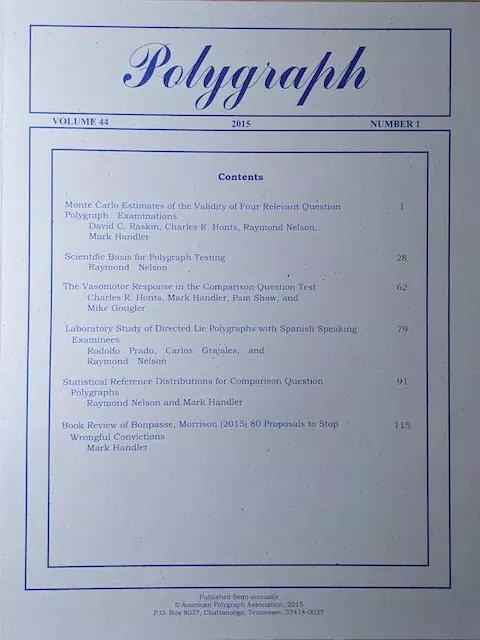 Polygraph
VOLUME 44 2015 NUMBER 1
Contents
Monte Carlo Estimates of the Validity of Four Relevant Question 1
Polygraph Examinations
David C. Raskin, Charles R. Honts, Raymond Nelson,
Mark Handler
Scientific Basis for Polygraph Testing 28
Raymond Nelson
The Vasomotor Response in the Comparison Question Test 62
Charles R. Honts, Mark Handler, Pam Shaw, and
Mike Gougler
Laboratory Study of Directed Lie Polygraphs with Spanish Speaking 79
Examinees
Rodolfo Prado, Carlos Grajales, and
Raymond Nelson
Statistical Reference Distributions for Comparison Question 91
Polygraphs
Raymond Nelson and Mark Handler
Book Review of Bonpasse, Morrison (2015) 80 Proposals to Stop 115
Wrongful Convictions
Mark Handler
Published Semi-annually
© American Polygraph Association, 2015
P.O. Box 8037, Chattanooga, Tennessee. 37414-0037